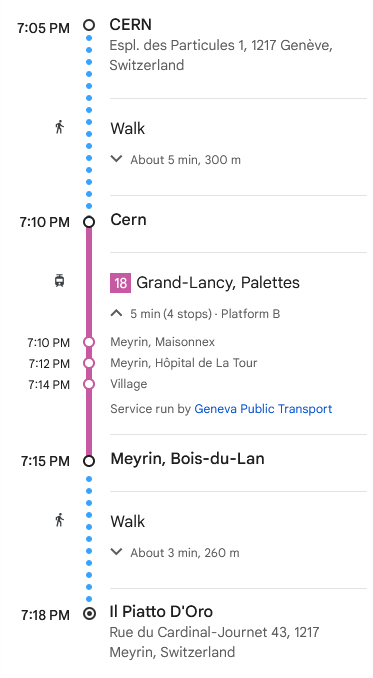 7:05 PM CERN
Espl. des Particules 1, 1217 Genève,
Switzerland
Walk
About 5 min, 300 m
7:10 PM Cern
18 Grand-Lancy, Palettes
5 min (4 stops) · Platform B
7:10 PM Meyrin, Maisonnex
7:12 PM Meyrin, Hôpital de La Tour
7:14 PM Village
Service run by Geneva Public Transport
7:15 PM Meyrin, Bois-du-Lan
Walk
About 3 min, 260 m
7:18 PM Il Piatto D'Oro
Rue du Cardinal-Journet 43, 1217
Meyrin, Switzerland